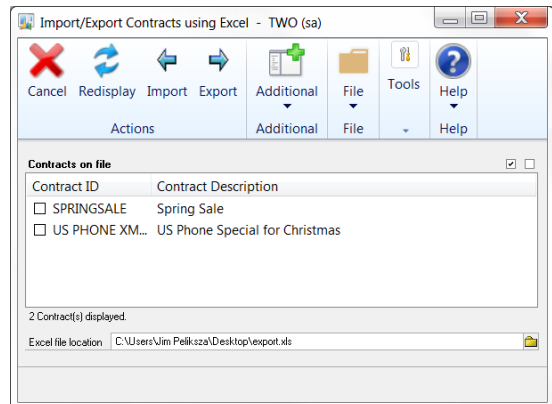 Import/Export Contracts using Excel - TWO (sa)
Cancel Redisplay Import Export Additional File Tools Help
Actions Additional File Help
Contracts on file
Contract ID Contract Description
SPRINGSALE Spring Sale
US PHONE XM... US Phone Special for Christmas
2 Contract(s) displayed.
Excel file location C:\Users\Jim Peliksza\Desktop\export.xls